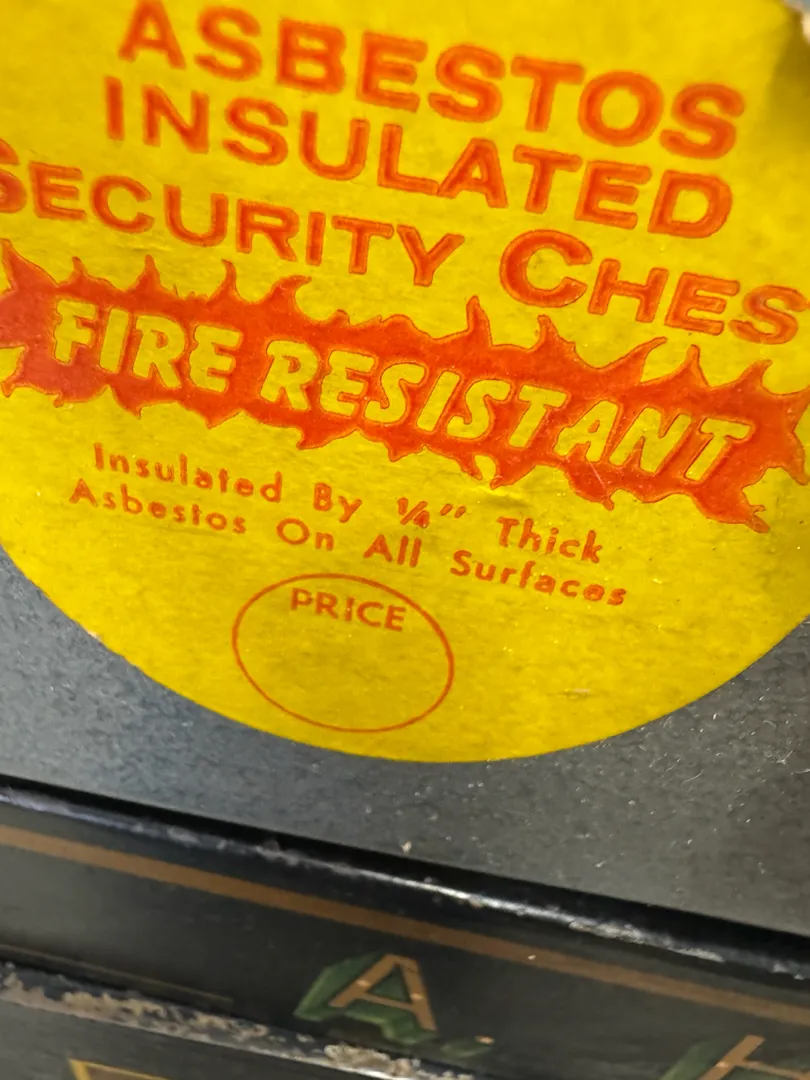 ASBESTOS
INSULATED
SECURITY CHES
FIRE RESISTANT
Insulated By ¼" Thick
Asbestos On All Surfaces
PRICE
A